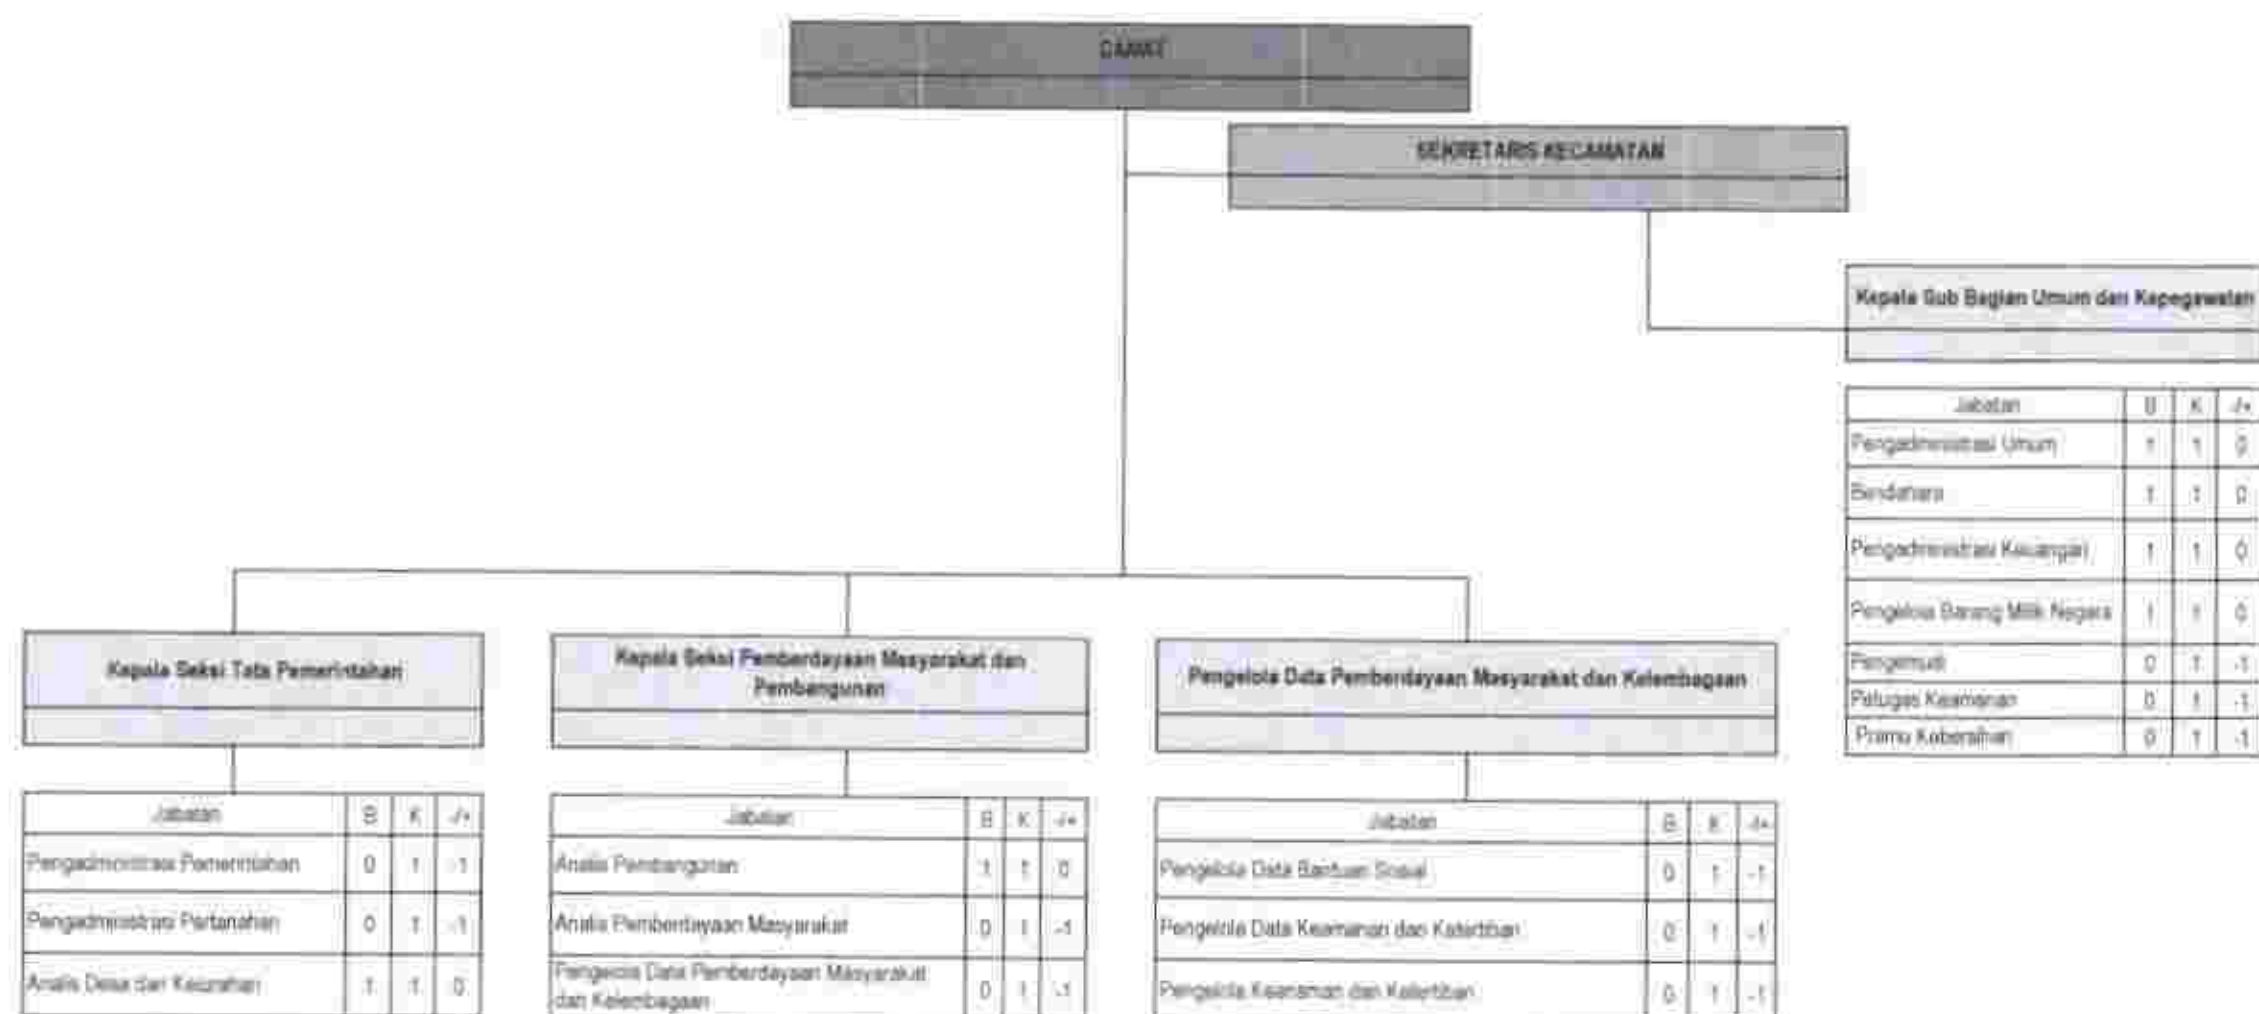 CAMAT
SEKRETARIS KECAMATAN
Kepala Sub Bagian Umum dan Kepegawaian
Jabatan B K -/+
Pengadministrasi Umum 1 1 0
Bendahara 1 1 0
Pengadministrasi Keuangan 1 1 0
Pengelola Barang Milik Negara 1 1 0
Pengemudi 0 1 -1
Petugas Keamanan 0 1 -1
Pramu Kebersihan 0 1 -1
Kepala Seksi Tata Pemerintahan
Jabatan B K -/+
Pengadministrasi Pemerintahan 0 1 -1
Pengadministrasi Pertanahan 0 1 -1
Analis Desa dan Kelurahan 1 1 0
Kepala Seksi Pemberdayaan Masyarakat dan
Pembangunan
Jabatan B K -/+
Analis Pembangunan 1 1 0
Analis Pemberdayaan Masyarakat 0 1 -1
Pengelola Data Pemberdayaan Masyarakat
dan Kelembagaan 0 1 -1
Pengelola Data Pemberdayaan Masyarakat dan Kelembagaan
Jabatan B K -/+
Pengelola Data Bantuan Sosial 0 1 -1
Pengelola Data Keamanan dan Ketertiban 0 1 -1
Pengelola Keamanan dan Ketertiban 0 1 -1